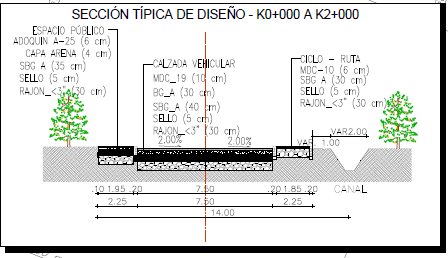 SECCIÓN TÍPICA DE DISEÑO - K0+000 A K2+000
ESPACIO PÚBLICO
ADOQUIN A-25 (6 cm)
CAPA ARENA (4 cm)
SBG A (35 cm)
SELLO (5 cm)
RAJON_<3" (30 cm)
CALZADA VEHICULAR
MDC_19 (10 cm)
BG_A (30 cm)
SBG_A (40 cm)
SELLO (5 cm)
RAJON_<3" (30 cm)
CICLO - RUTA
MDC-10 (6 cm)
SBG A (30 cm)
SELLO (5 cm)
RAJON_<3" (30 cm)
2.00% 2.00%
VAR2.00
VAR. 1.00
.10 1.95 .20 7.50 .20 1.85 .20 CANAL
2.25 7.50 2.25
14.00